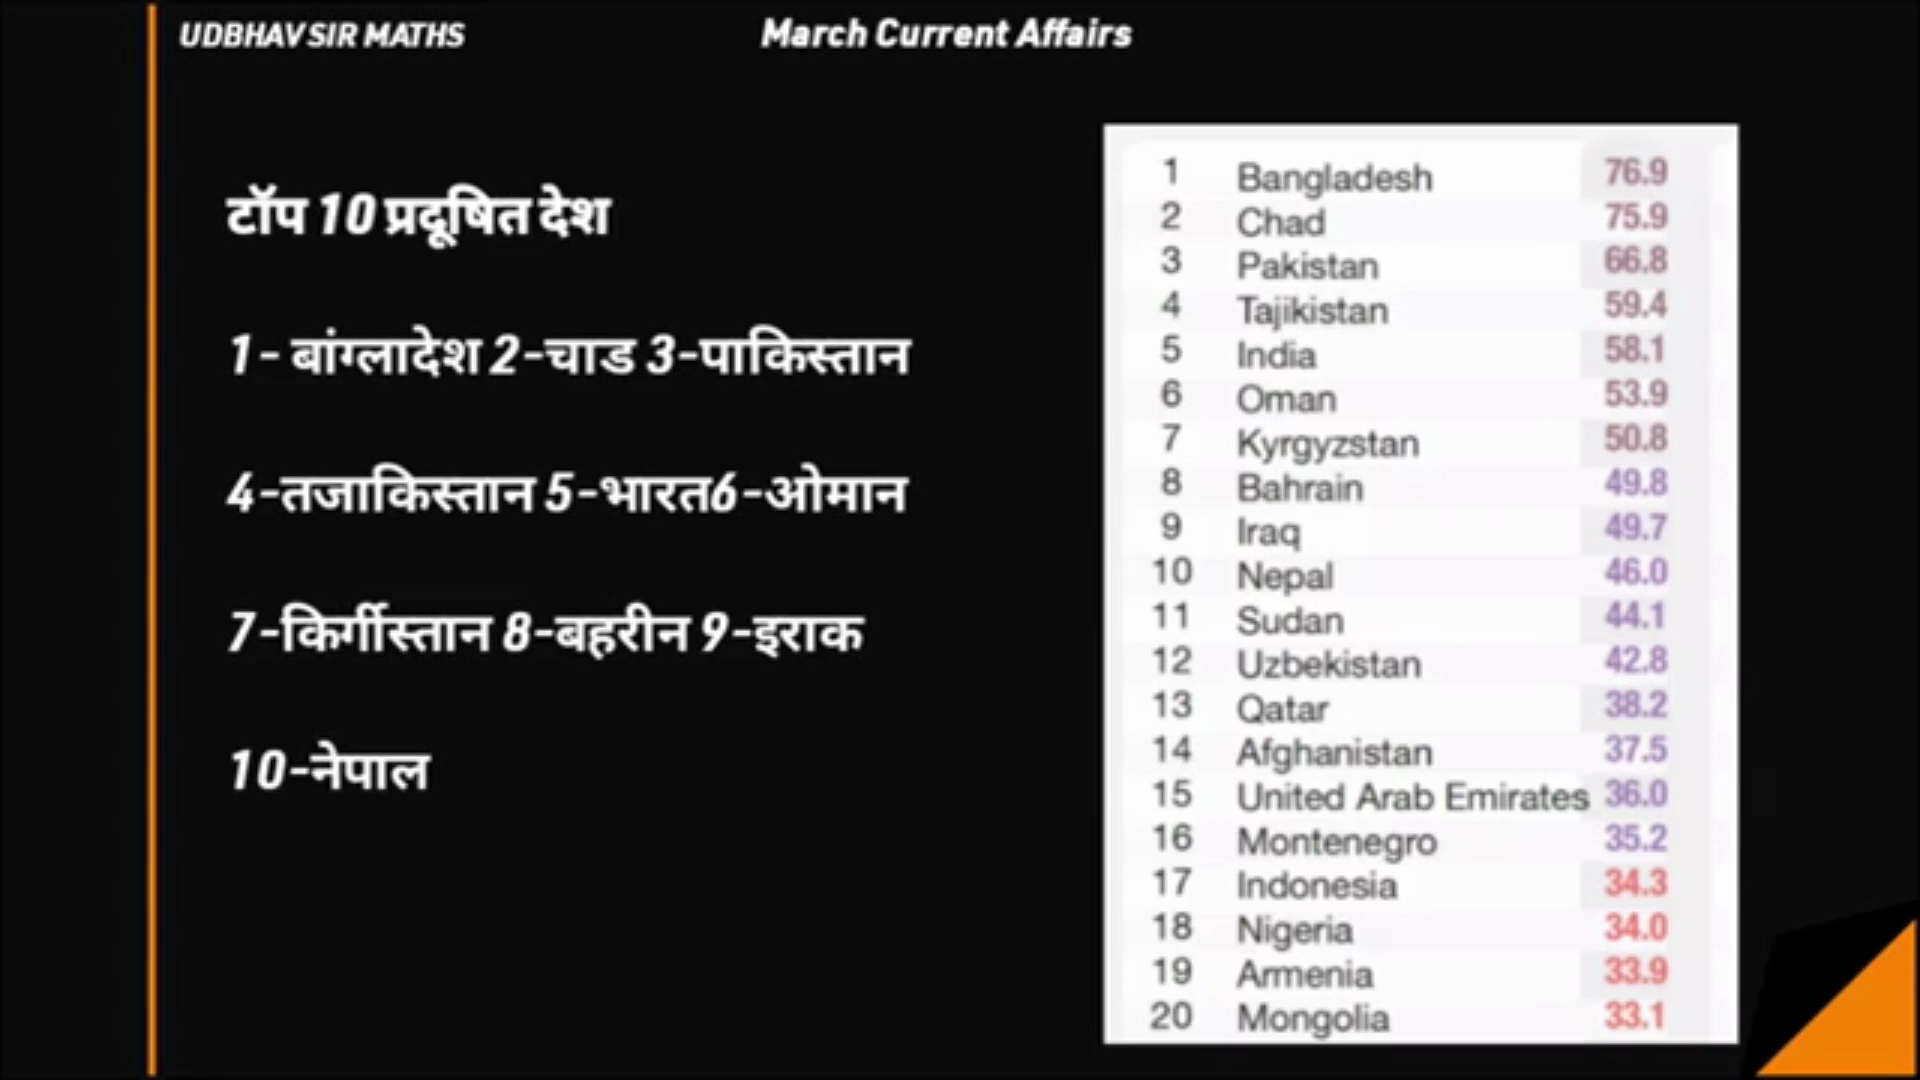 UDBHAV SIR MATHS
March Current Affairs
टॉप 10 प्रदूषित देश
1- बांग्लादेश 2-चाड 3-पाकिस्तान
4-तजाकिस्तान 5-भारत6-ओमान
7-किर्गीस्तान 8-बहरीन 9-इराक
10-नेपाल
1 Bangladesh 76.9
2 Chad 75.9
3 Pakistan 66.8
4 Tajikistan 59.4
5 India 58.1
6 Oman 53.9
7 Kyrgyzstan 50.8
8 Bahrain 49.8
9 Iraq 49.7
10 Nepal 46.0
11 Sudan 44.1
12 Uzbekistan 42.8
13 Qatar 38.2
14 Afghanistan 37.5
15 United Arab Emirates 36.0
16 Montenegro 35.2
17 Indonesia 34.3
18 Nigeria 34.0
19 Armenia 33.9
20 Mongolia 33.1